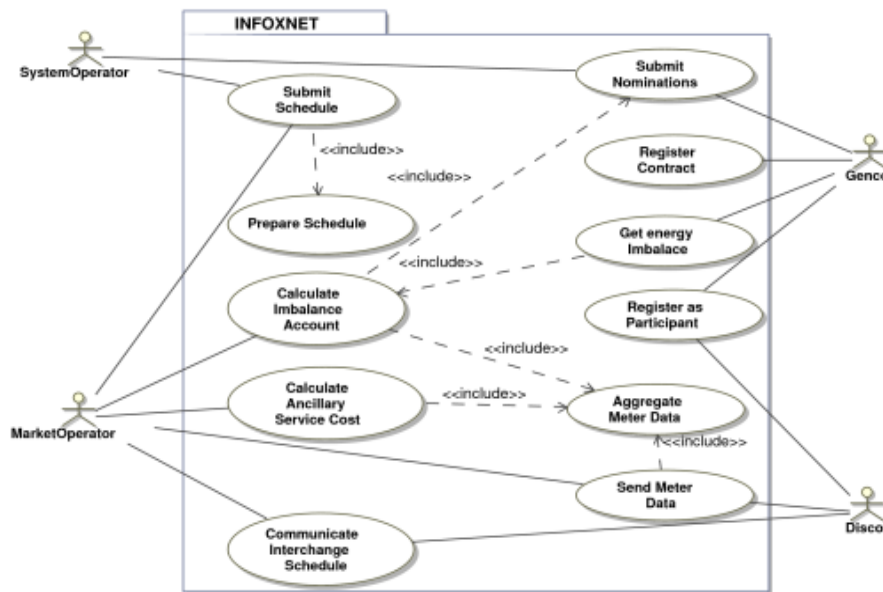 INFOXNET
SystemOperator
Submit
Nominations
Submit
Schedule
<<include>>
Register
Contract
Genco
<<include>>
Prepare Schedule
Get energy
Imbalace
<<include>>
Calculate
Imbalance
Account
Register as
Participant
<<include>>
Calculate
Ancillary
Service Cost
<<include>>
Aggregate
Meter Data
MarketOperator
<<include>>
Send Meter
Data
Disco
Communicate
Interchange
Schedule